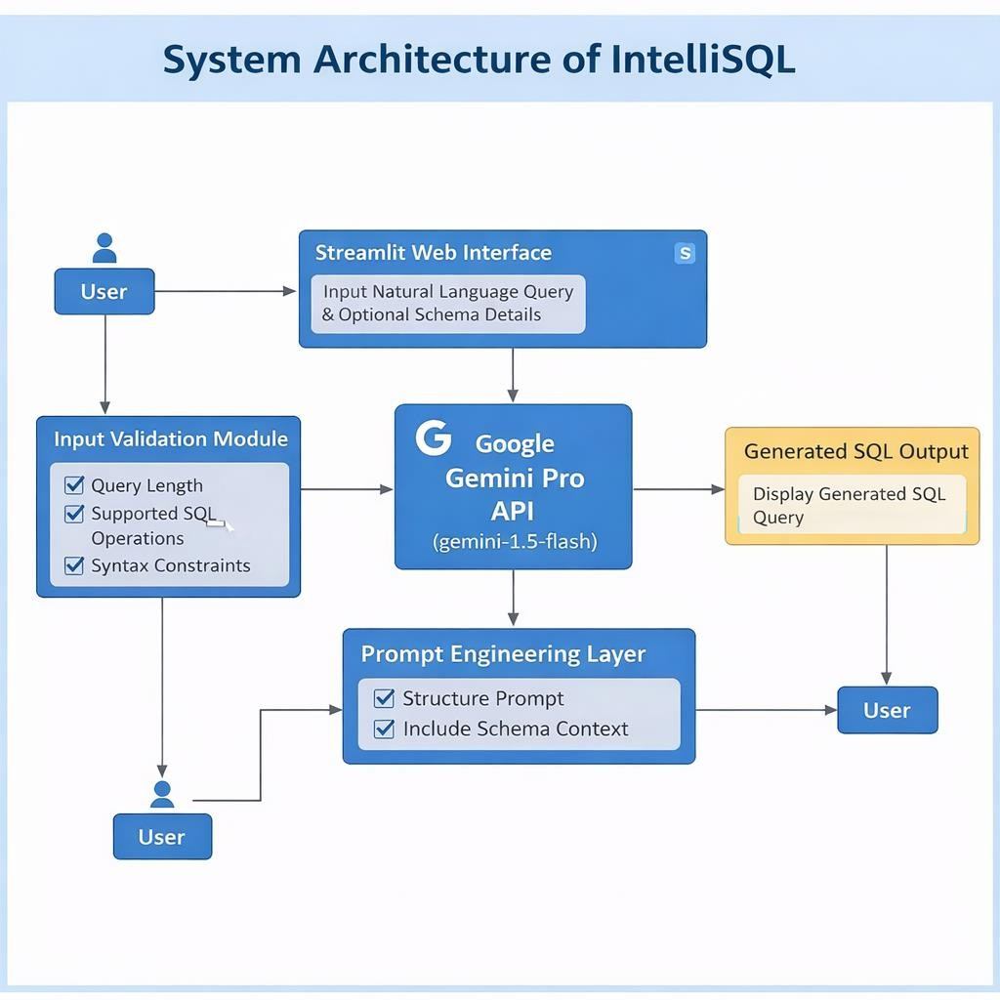 System Architecture of IntelliSQL
User
Streamlit Web Interface
S
Input Natural Language Query
& Optional Schema Details
Input Validation Module
Query Length
Supported SQL
Operations
Syntax Constraints
G
Google
Gemini Pro
API
(gemini-1.5-flash)
Generated SQL Output
Display Generated SQL
Query
Prompt Engineering Layer
Structure Prompt
Include Schema Context
User
User